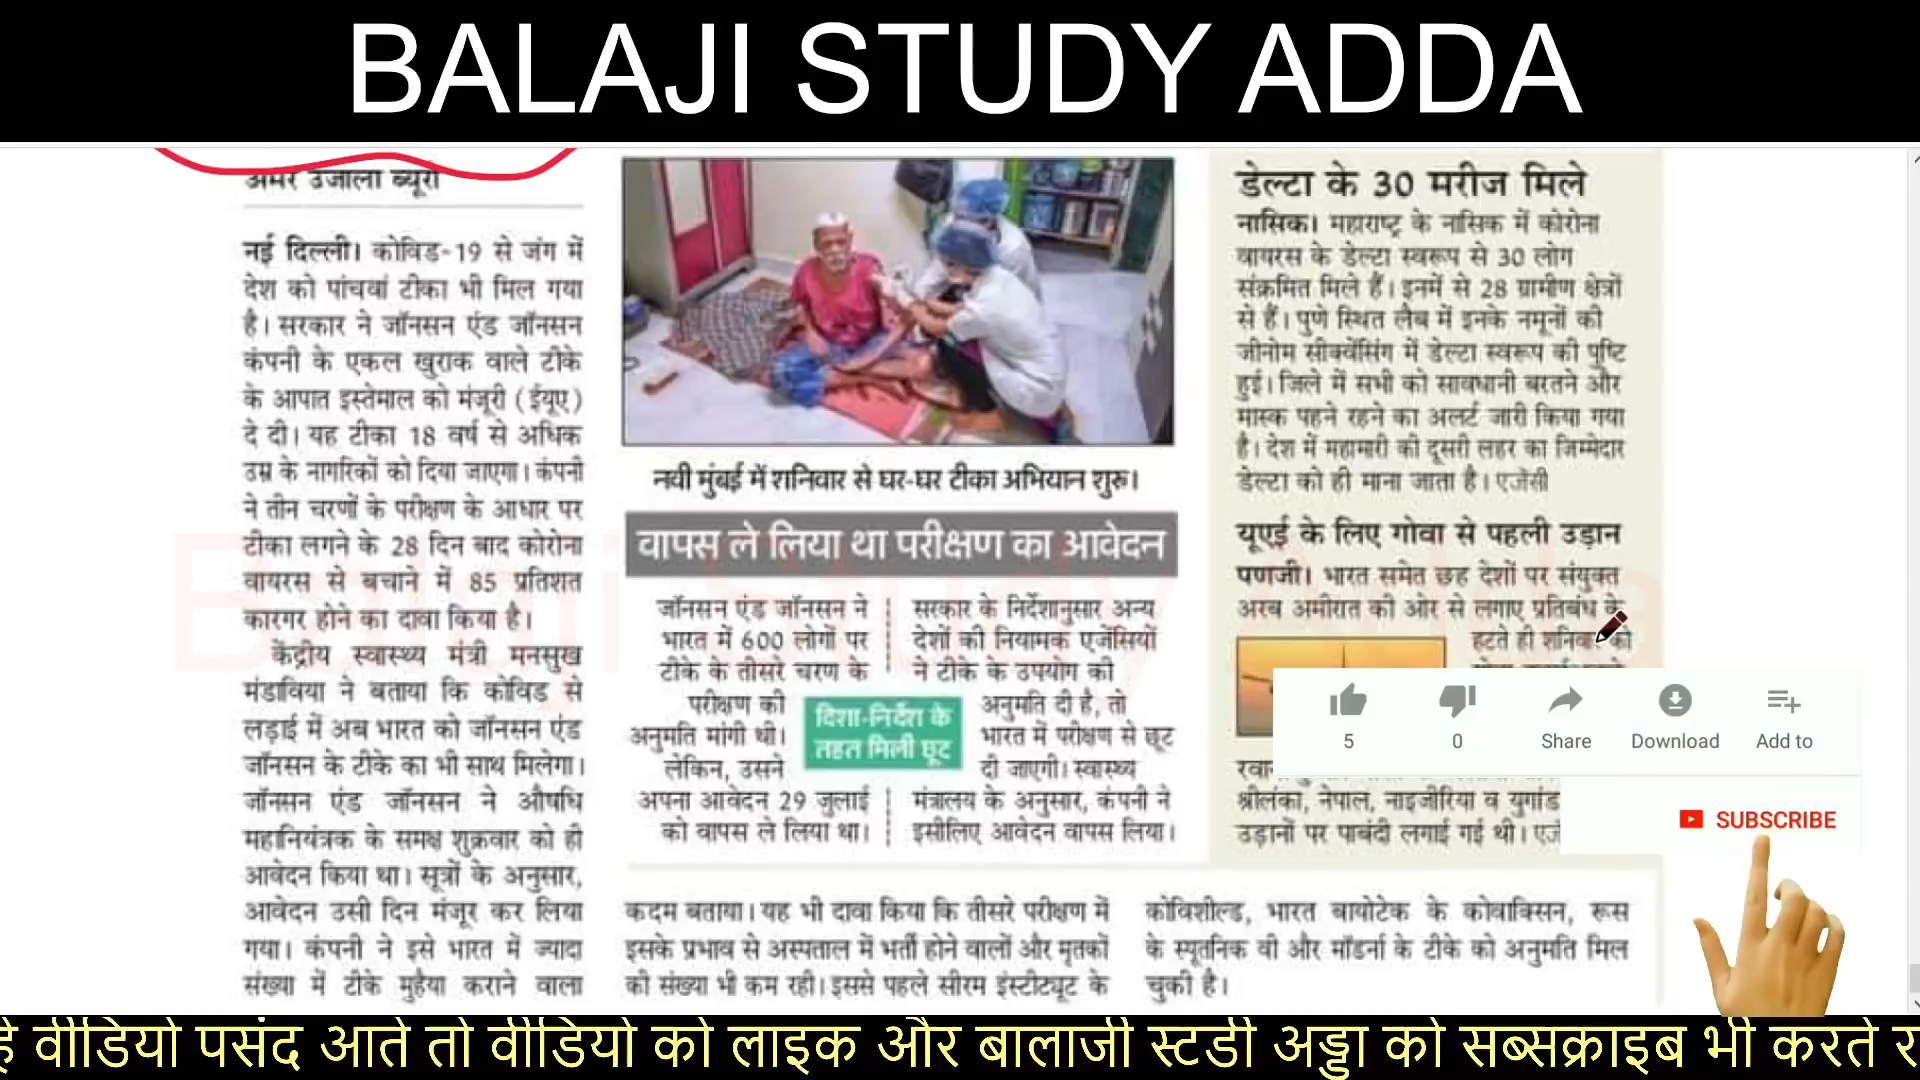 BALAJI STUDY ADDA
अमर उजाला ब्यूरो
नई दिल्ली। कोविड-19 से जंग में
देश को पांचवां टीका भी मिल गया
है। सरकार ने जॉनसन एंड जॉनसन
कंपनी के एकल खुराक वाले टीके
के आपात इस्तेमाल को मंजूरी (ईयूए)
दे दी। यह टीका 18 वर्ष से अधिक
उम्र के नागरिकों को दिया जाएगा। कंपनी
ने तीन चरणों के परीक्षण के आधार पर
टीका लगने के 28 दिन बाद कोरोना
वायरस से बचाने में 85 प्रतिशत
कारगर होने का दावा किया है।
केंद्रीय स्वास्थ्य मंत्री मनसुख
मंडाविया ने बताया कि कोविड से
लड़ाई में अब भारत को जॉनसन एंड
जॉनसन के टीके का भी साथ मिलेगा।
जॉनसन एंड जॉनसन ने औषधि
महानियंत्रक के समक्ष शुक्रवार को ही
आवेदन किया था। सूत्रों के अनुसार,
आवेदन उसी दिन मंजूर कर लिया
गया। कंपनी ने इसे भारत में ज्यादा
संख्या में टीके मुहैया कराने वाला
नवी मुंबई में शनिवार से घर-घर टीका अभियान शुरू।
वापस ले लिया था परीक्षण का आवेदन
जॉनसन एंड जॉनसन ने
भारत में 600 लोगों पर
टीके के तीसरे चरण के
परीक्षण की
अनुमति मांगी थी।
लेकिन, उसने
अपना आवेदन 29 जुलाई
को वापस ले लिया था।
दिशा-निर्देश के
तहत मिली छूट
सरकार के निर्देशानुसार अन्य
देशों की नियामक एजेंसियों
ने टीके के उपयोग की
अनुमति दी है, तो
भारत में परीक्षण से छूट
दी जाएगी। स्वास्थ्य
मंत्रालय के अनुसार, कंपनी ने
इसीलिए आवेदन वापस लिया।
कदम बताया। यह भी दावा किया कि तीसरे परीक्षण में
इसके प्रभाव से अस्पताल में भर्ती होने वालों और मृतकों
की संख्या भी कम रही। इससे पहले सीरम इंस्टीट्यूट के
कोविशील्ड, भारत बायोटेक के कोवाक्सिन, रूस
के स्पूतनिक वी और मॉडर्ना के टीके को अनुमति मिल
चुकी है।
डेल्टा के 30 मरीज मिले
नासिक। महाराष्ट्र के नासिक में कोरोना
वायरस के डेल्टा स्वरूप से 30 लोग
संक्रमित मिले हैं। इनमें से 28 ग्रामीण क्षेत्रों
से हैं। पुणे स्थित लैब में इनके नमूनों की
जीनोम सीक्वेंसिंग में डेल्टा स्वरूप की पुष्टि
हुई। जिले में सभी को सावधानी बरतने और
मास्क पहने रहने का अलर्ट जारी किया गया
है। देश में महामारी की दूसरी लहर का जिम्मेदार
डेल्टा को ही माना जाता है। एजेंसी
यूएई के लिए गोवा से पहली उड़ान
पणजी। भारत समेत छह देशों पर संयुक्त
अरब अमीरात की ओर से लगाए प्रतिबंध के
हटते ही शनिवार को
श्रीलंका, नेपाल, नाइजीरिया व युगांड
उड़ानों पर पाबंदी लगाई गई थी।
5
0
Share
Download
Add to
SUBSCRIBE
हे वीडियो पसंद आते तो वीडियो को लाइक और बालाजी स्टडी अड्डा को सब्सक्राइब भी करते र